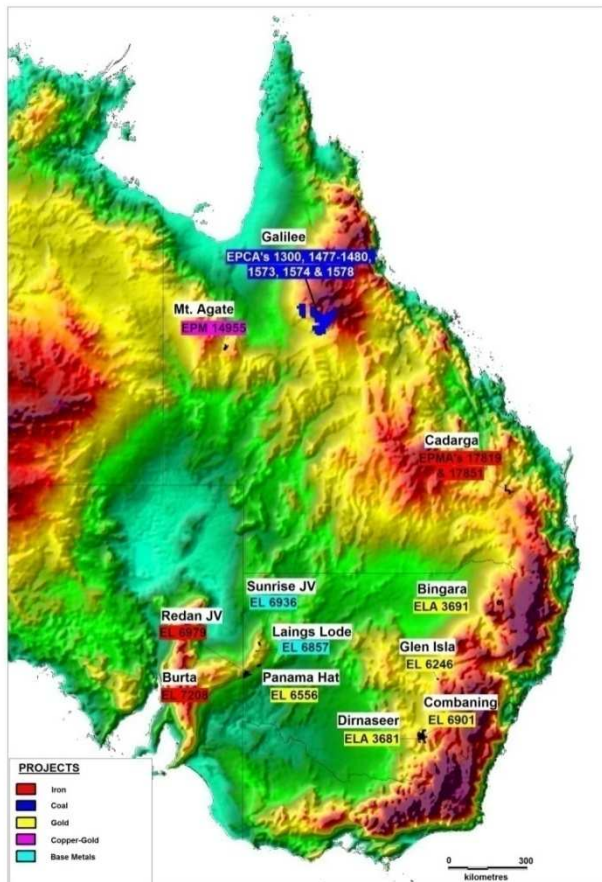 Galilee
EPCA's 1300, 1477-1480,
1573, 1574 & 1578
Mt. Agate
EPM 14955
Cadarga
EPMA's 17819
& 17851
Sunrise JV
EL 6936
Bingara
ELA 3691
Redan JV
EL 6979
Laings Lode
EL 6857
Glen Isla
EL 6246
Burta
EL 7208
Panama Hat
EL 6556
Combaning
EL 6901
Dirnaseer
ELA 3681
PROJECTS
Iron
Coal
Gold
Copper-Gold
Base Metals
0 300
kilometres